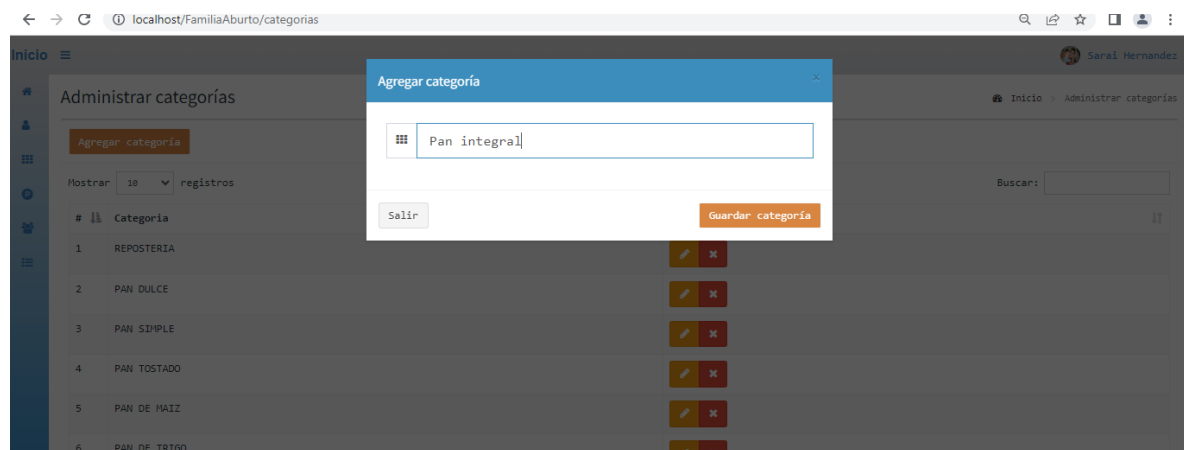 localhost/FamiliaAburto/categorias
Inicio
Sarai Hernandez
Agregar categoría ×
Administrar categorías
Inicio > Administrar categorías
Agregar categoría
Pan integral
Mostrar 10 registros
Buscar:
Salir
Guardar categoría
# Categoria
1 REPOSTERIA
2 PAN DULCE
3 PAN SIMPLE
4 PAN TOSTADO
5 PAN DE MAIZ
6 PAN DE TRIGO